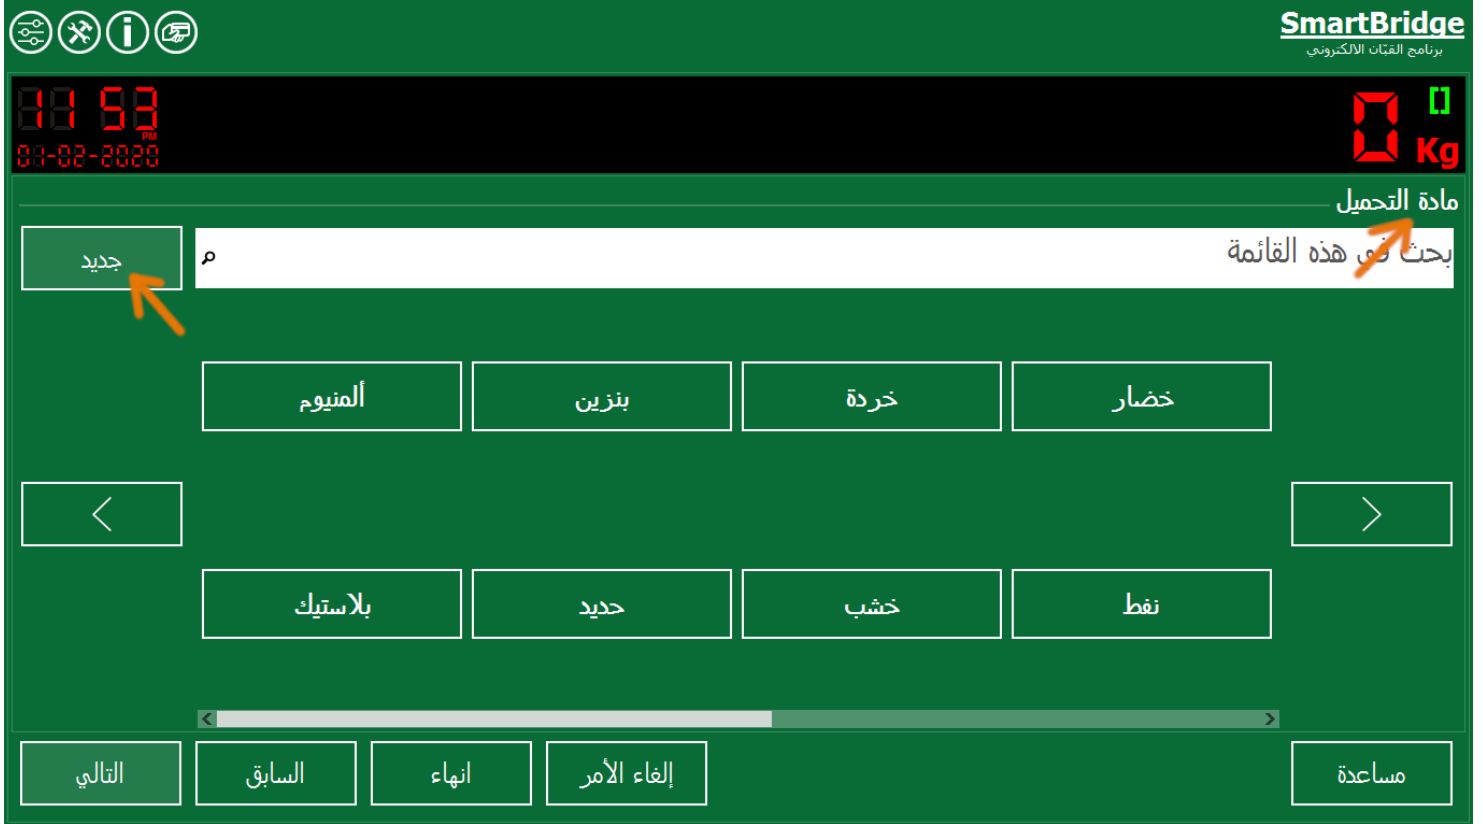 SmartBridge
برنامج القبّان الالكتروني
11 53
PM
01-02-2020
0
Kg
مادة التحميل
بحث في هذه القائمة
جديد
خضار
خردة
بنزين
ألمنيوم
نفط
خشب
حديد
بلاستيك
مساعدة
إلغاء الأمر
انهاء
السابق
التالي